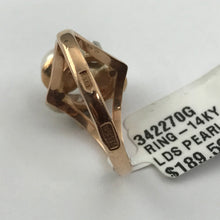 342270G
RING - 14KY
LDS PEARL
$189.50